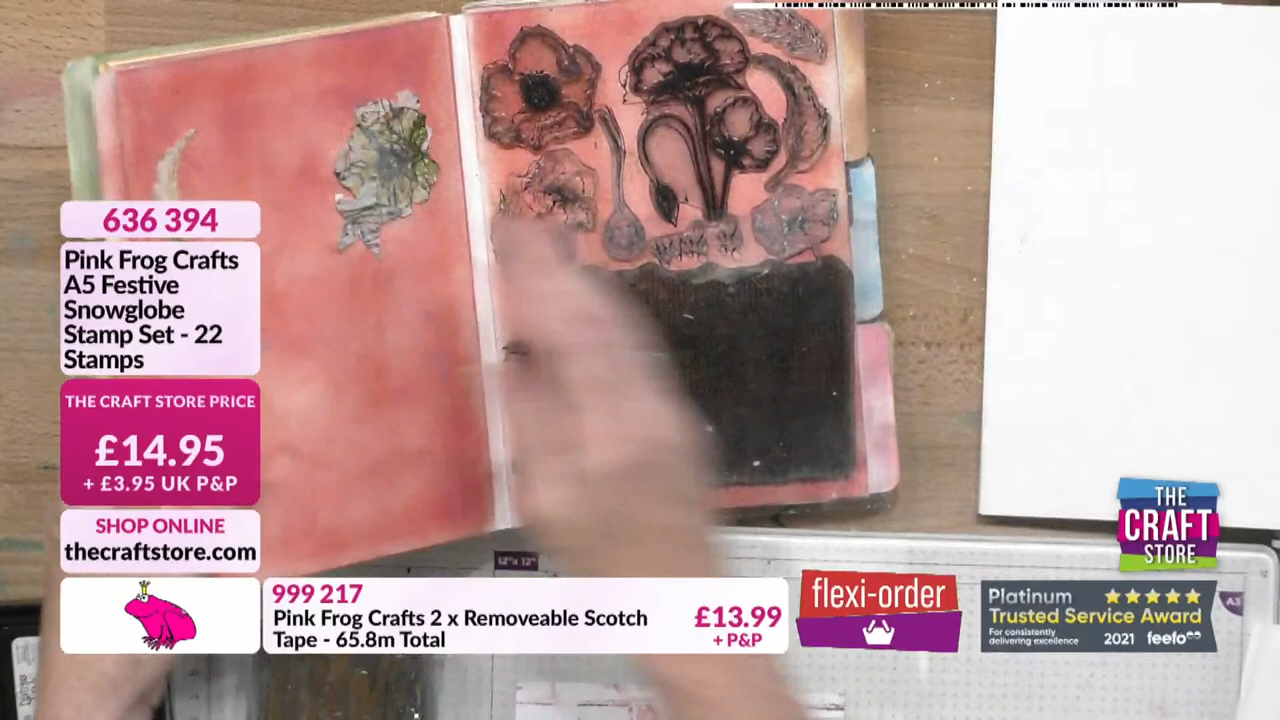 636 394
Pink Frog Crafts
A5 Festive
Snowglobe
Stamp Set - 22
Stamps
THE CRAFT STORE PRICE
£14.95
+ £3.95 UK P&P
SHOP ONLINE
thecraftstore.com
999 217
Pink Frog Crafts 2 x Removeable Scotch
Tape - 65.8m Total
£13.99
+ P&P
flexi-order
12" x 12"
THE
CRAFT
STORE
A3
Platinum
Trusted Service Award
For consistently
delivering excellence
2021 feefo